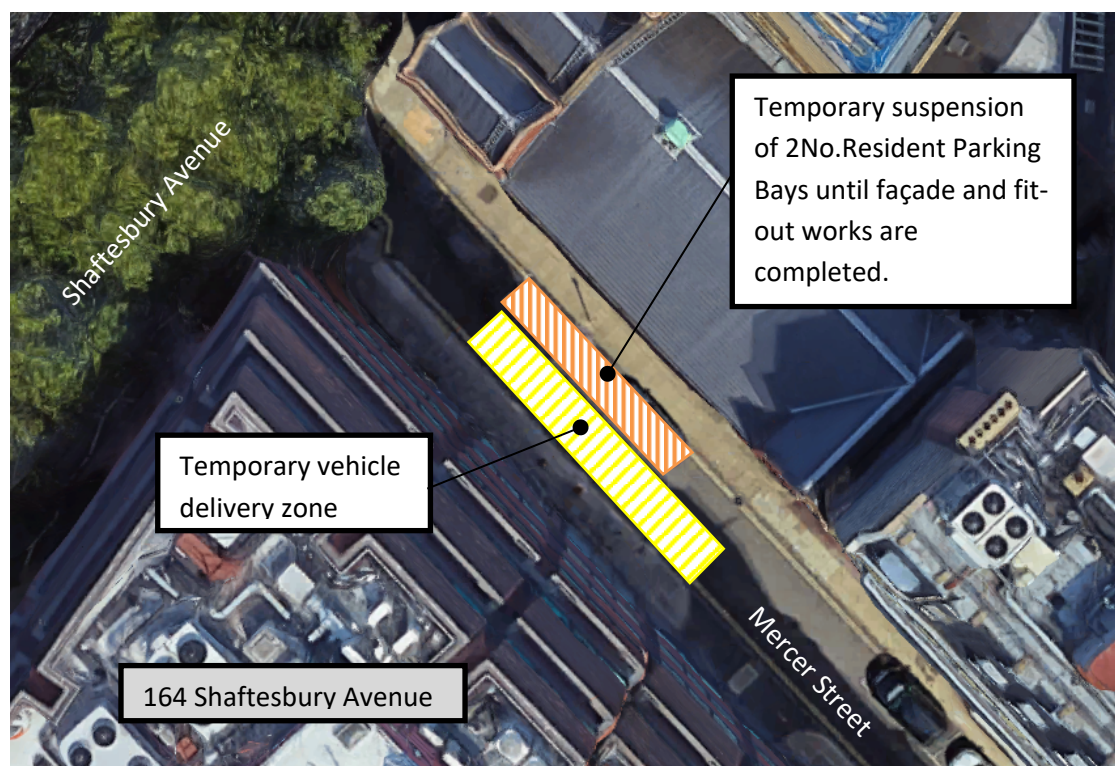 Shaftesbury Avenue
Temporary suspension
of 2No.Resident Parking
Bays until façade and fit-
out works are
completed.
Temporary vehicle
delivery zone
Mercer Street
164 Shaftesbury Avenue